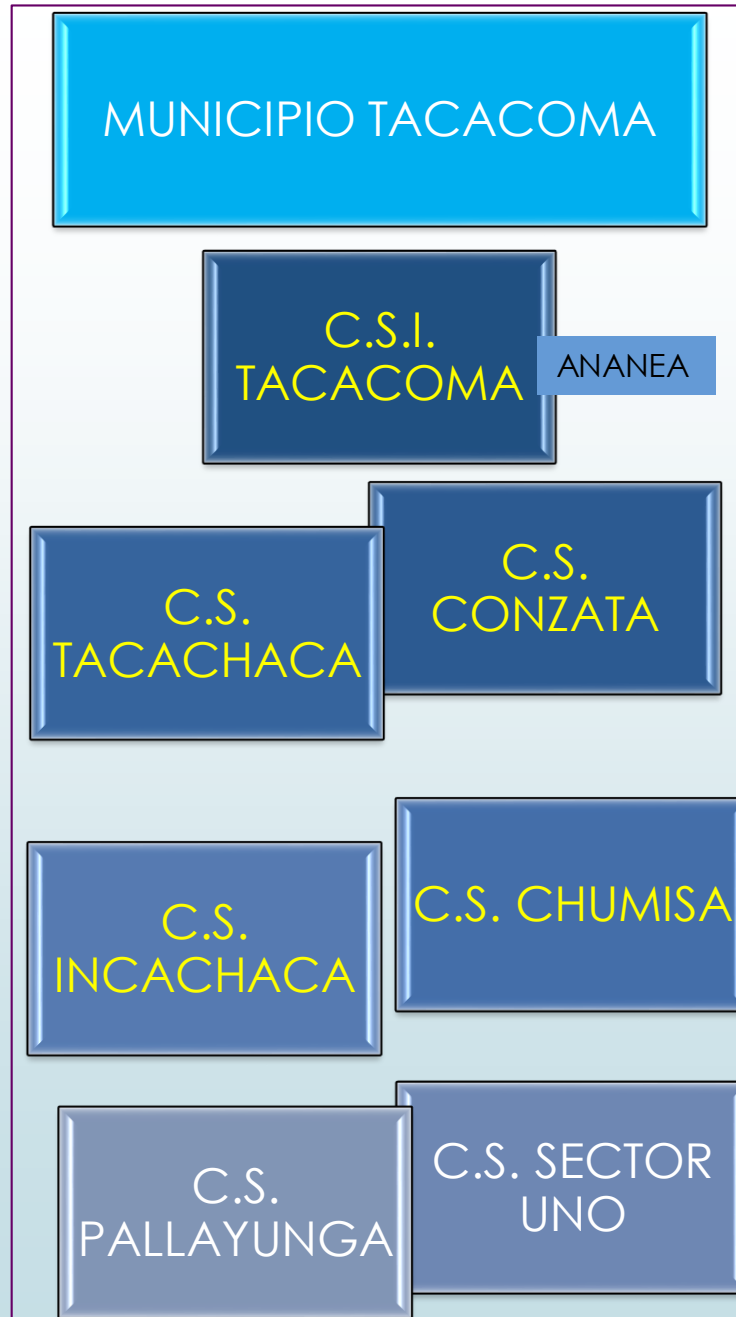 MUNICIPIO TACACOMA
C.S.I.
TACACOMA
ANANEA
C.S.
CONZATA
C.S.
TACACHACA
C.S. CHUMISA
C.S.
INCACHACA
C.S. SECTOR
UNO
C.S.
PALLAYUNGA